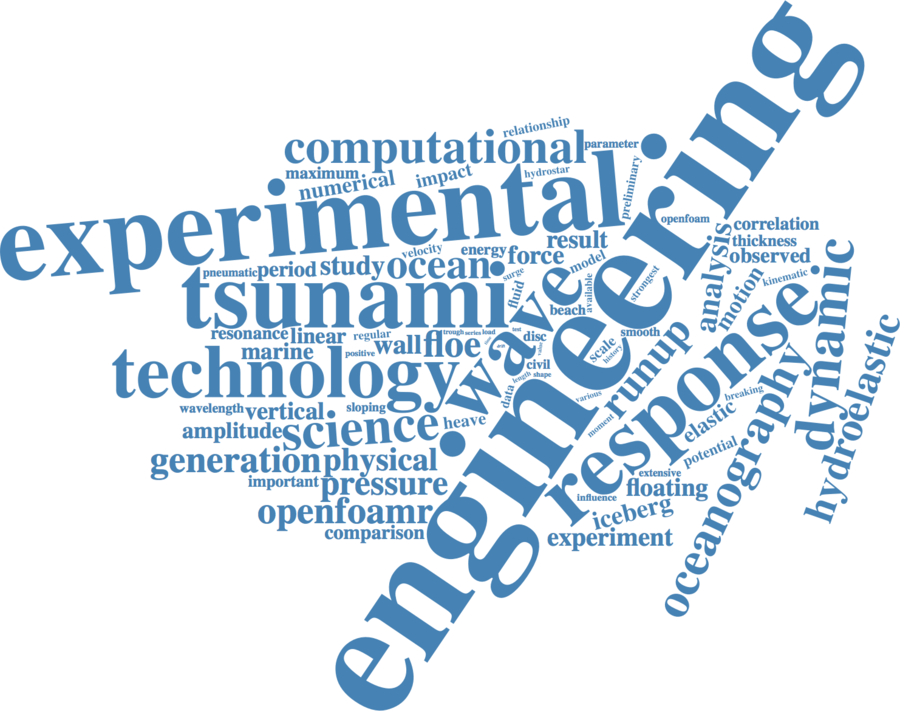 relationship
computational
parameter
maximum
numerical
impact
hydrostar
preliminary
experimental
engineering
openfoam
correlation
thickness
observed
velocity
energy
force
result
pneumatic
period
study
ocean
surge
model
fluid
available
strongest
analysis
motion
kinematic
dynamic
tsunami
wave
beach
resonance
linear
regular
trough
series
load
test
disc
smooth
marine
positive
wall
floe
scale
history
civil
technology
data
length
shape
various
runup
response
hydroelastic
wavelength
vertical
sloping
heave
moment
elastic
breaking
amplitude
science
potential
oceanography
generation
physical
extensive
important
pressure
influence
floating
openfoamr
iceberg
comparison
experiment